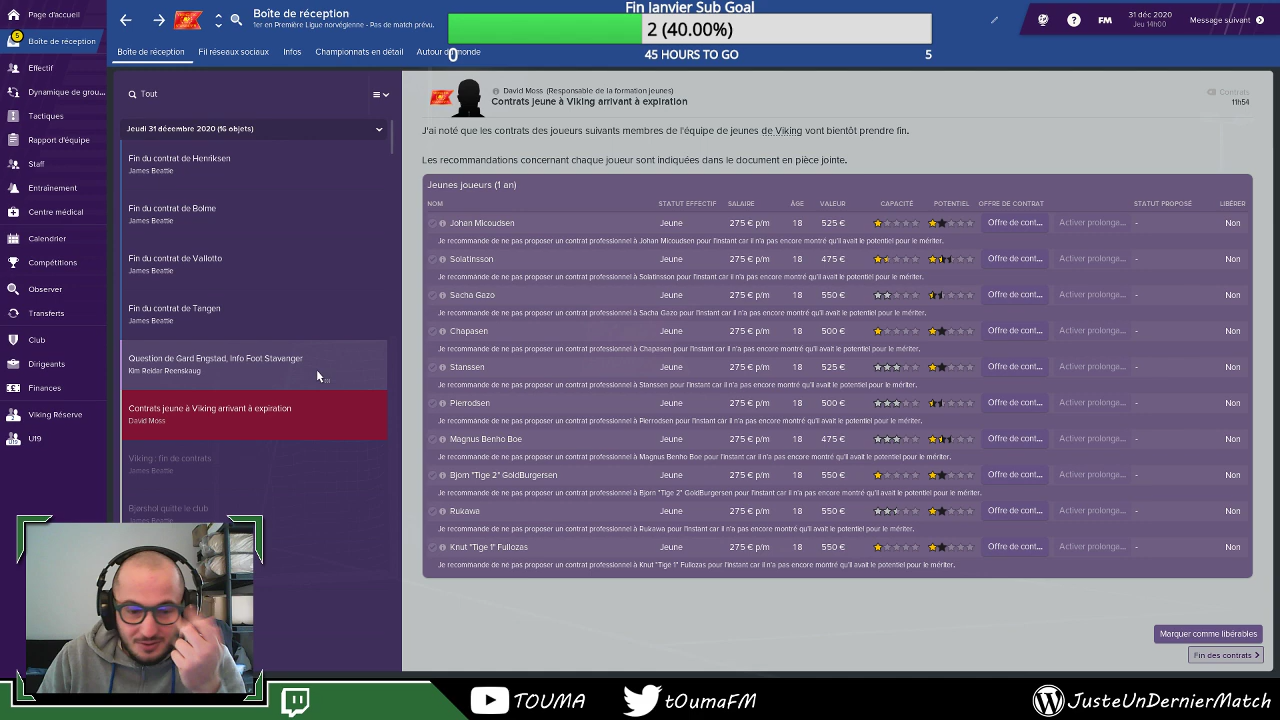 Fin Janvier Sub Goal
2 (40.00%)
0
45 HOURS TO GO
5
Page d'accueil
Boîte de réception
1er en Première Ligue norvégienne - Pas de match prévu.
FM
31 déc 2020
Jeu 14h00
Message suivant
5
Boîte de réception
Boîte de réception
Fil réseaux sociaux
Infos
Championnats en détail
Autour du monde
Effectif
Dynamique de grou...
Tactiques
Rapport d'équipe
Staff
Entraînement
Centre médical
Calendrier
Compétitions
Observer
Transferts
Club
Dirigeants
Finances
Viking Réserve
U19
Tout
Jeudi 31 décembre 2020 (16 objets)
Fin du contrat de Henriksen
James Beattie
Fin du contrat de Bolme
James Beattie
Fin du contrat de Vallotto
James Beattie
Fin du contrat de Tangen
James Beattie
Question de Gard Engstad, Info Foot Stavanger
Kim Reidar Reenskaug
Contrats jeune à Viking arrivant à expiration
David Moss
Viking : fin de contrats
James Beattie
Bjørshol quitte le club
James Beattie
David Moss (Responsable de la formation jeunes)
Contrats jeune à Viking arrivant à expiration
Contrats
11h54
J'ai noté que les contrats des joueurs suivants membres de l'équipe de jeunes de Viking vont bientôt prendre fin.
Les recommandations concernant chaque joueur sont indiquées dans le document en pièce jointe.
Jeunes joueurs (1 an)
NOM STATUT EFFECTIF SALAIRE ÂGE VALEUR CAPACITÉ POTENTIEL OFFRE DE CONTRAT STATUT PROPOSÉ LIBÉRER
Johan Micoudsen Jeune 275 € p/m 18 525 € Offre de cont... Activer prolonga... - Non
Je recommande de ne pas proposer un contrat professionnel à Johan Micoudsen pour l'instant car il n'a pas encore montré qu'il avait le potentiel pour le mériter.
Solatinsson Jeune 275 € p/m 18 475 € Offre de cont... Activer prolonga... - Non
Je recommande de ne pas proposer un contrat professionnel à Solatinsson pour l'instant car il n'a pas encore montré qu'il avait le potentiel pour le mériter.
Sacha Gazo Jeune 275 € p/m 18 550 € Offre de cont... Activer prolonga... - Non
Je recommande de ne pas proposer un contrat professionnel à Sacha Gazo pour l'instant car il n'a pas encore montré qu'il avait le potentiel pour le mériter.
Chapasen Jeune 275 € p/m 18 500 € Offre de cont... Activer prolonga... - Non
Je recommande de ne pas proposer un contrat professionnel à Chapasen pour l'instant car il n'a pas encore montré qu'il avait le potentiel pour le mériter.
Stanssen Jeune 275 € p/m 18 525 € Offre de cont... Activer prolonga... - Non
Je recommande de ne pas proposer un contrat professionnel à Stanssen pour l'instant car il n'a pas encore montré qu'il avait le potentiel pour le mériter.
Pierrodsen Jeune 275 € p/m 18 500 € Offre de cont... Activer prolonga... - Non
Je recommande de ne pas proposer un contrat professionnel à Pierrodsen pour l'instant car il n'a pas encore montré qu'il avait le potentiel pour le mériter.
Magnus Benho Boe Jeune 275 € p/m 18 475 € Offre de cont... Activer prolonga... - Non
Je recommande de ne pas proposer un contrat professionnel à Magnus Benho Boe pour l'instant car il n'a pas encore montré qu'il avait le potentiel pour le mériter.
Bjorn "Tige 2" GoldBurgersen Jeune 275 € p/m 18 550 € Offre de cont... Activer prolonga... - Non
Je recommande de ne pas proposer un contrat professionnel à Bjorn "Tige 2" GoldBurgersen pour l'instant car il n'a pas encore montré qu'il avait le potentiel pour le mériter.
Rukawa Jeune 275 € p/m 18 550 € Offre de cont... Activer prolonga... - Non
Je recommande de ne pas proposer un contrat professionnel à Rukawa pour l'instant car il n'a pas encore montré qu'il avait le potentiel pour le mériter.
Knut "Tige 1" Fullozas Jeune 275 € p/m 18 550 € Offre de cont... Activer prolonga... - Non
Je recommande de ne pas proposer un contrat professionnel à Knut "Tige 1" Fullozas pour l'instant car il n'a pas encore montré qu'il avait le potentiel pour le mériter.
Marquer comme libérables
Fin des contrats
TOUMA
tOumaFM
JusteUnDernierMatch